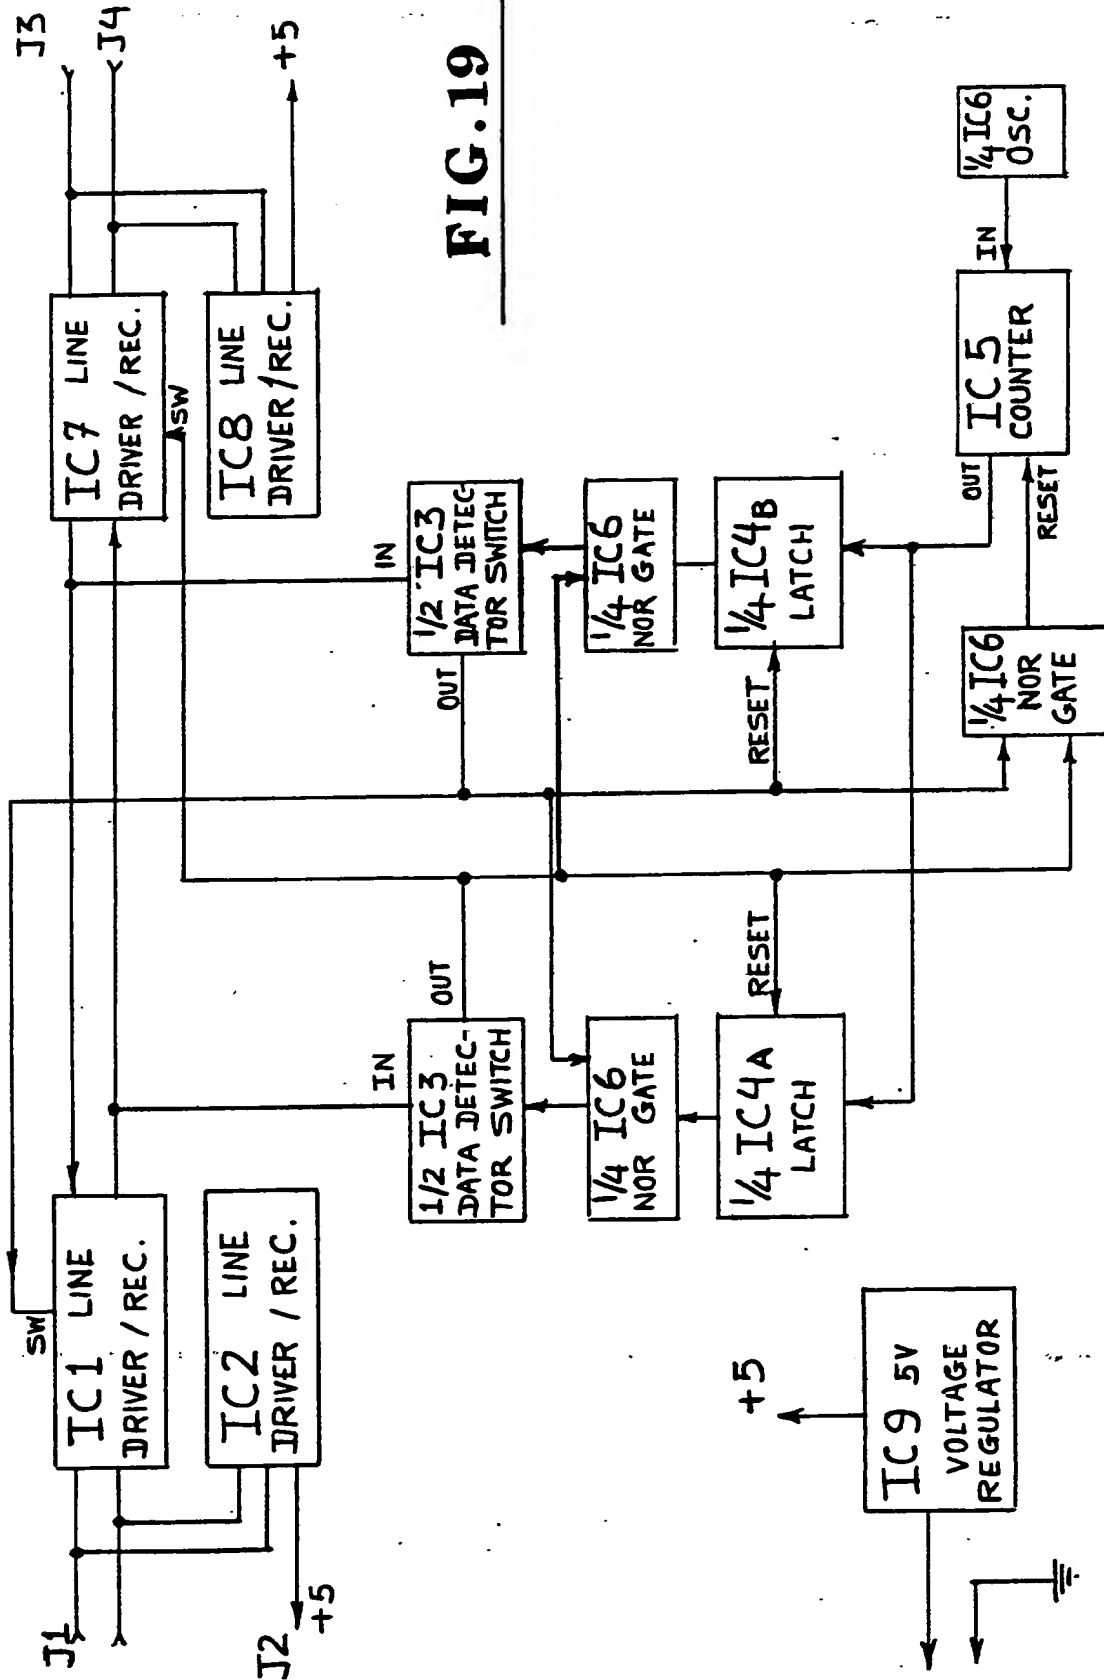 J1
J2
+5
SW
IC1 LINE
DRIVER / REC.
IC2 LINE
DRIVER / REC.
J3
J4
+5
IC7 LINE
DRIVER / REC.
SW
IC8 LINE
DRIVER / REC.
FIG.19
IN
OUT
1/2 IC3
DATA DETEC-
TOR SWITCH
IN
OUT
1/2 IC3
DATA DETEC-
TOR SWITCH
1/4 IC6
NOR GATE
1/4 IC6
NOR GATE
RESET
RESET
1/4 IC4A
LATCH
1/4 IC4B
LATCH
+5
IC9 5V
VOLTAGE
REGULATOR
1/4 IC6
NOR
GATE
RESET
OUT
IC5
COUNTER
IN
1/4 IC6
OSC.